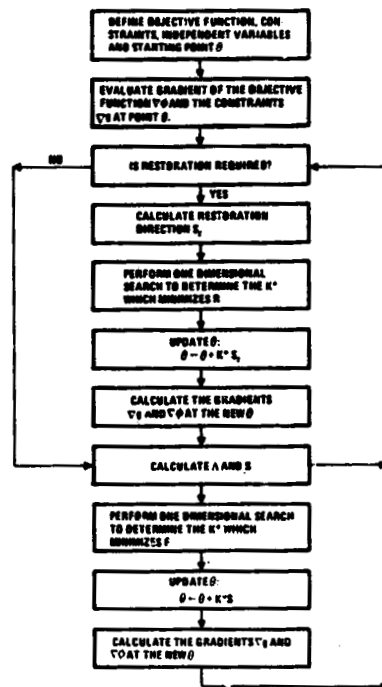 DEFINE OBJECTIVE FUNCTION, CON-
STRAINTS, INDEPENDENT VARIABLES
AND STARTING POINT θ
EVALUATE GRADIENT OF THE OBJECTIVE
FUNCTION ∇φ AND THE CONSTRAINTS
∇g AT POINT θ.
NO
IS RESTORATION REQUIRED?
YES
CALCULATE RESTORATION
DIRECTION S_r
PERFORM ONE DIMENSIONAL
SEARCH TO DETERMINE THE K*
WHICH MINIMIZES R
UPDATE θ:
θ ← θ + K* S_r
CALCULATE THE GRADIENTS
∇g AND ∇φ AT THE NEW θ
CALCULATE Λ AND S
PERFORM ONE DIMENSIONAL SEARCH
TO DETERMINE THE K* WHICH
MINIMIZES F
UPDATE θ:
θ ← θ + K*S
CALCULATE THE GRADIENTS ∇g AND
∇φ AT THE NEW θ